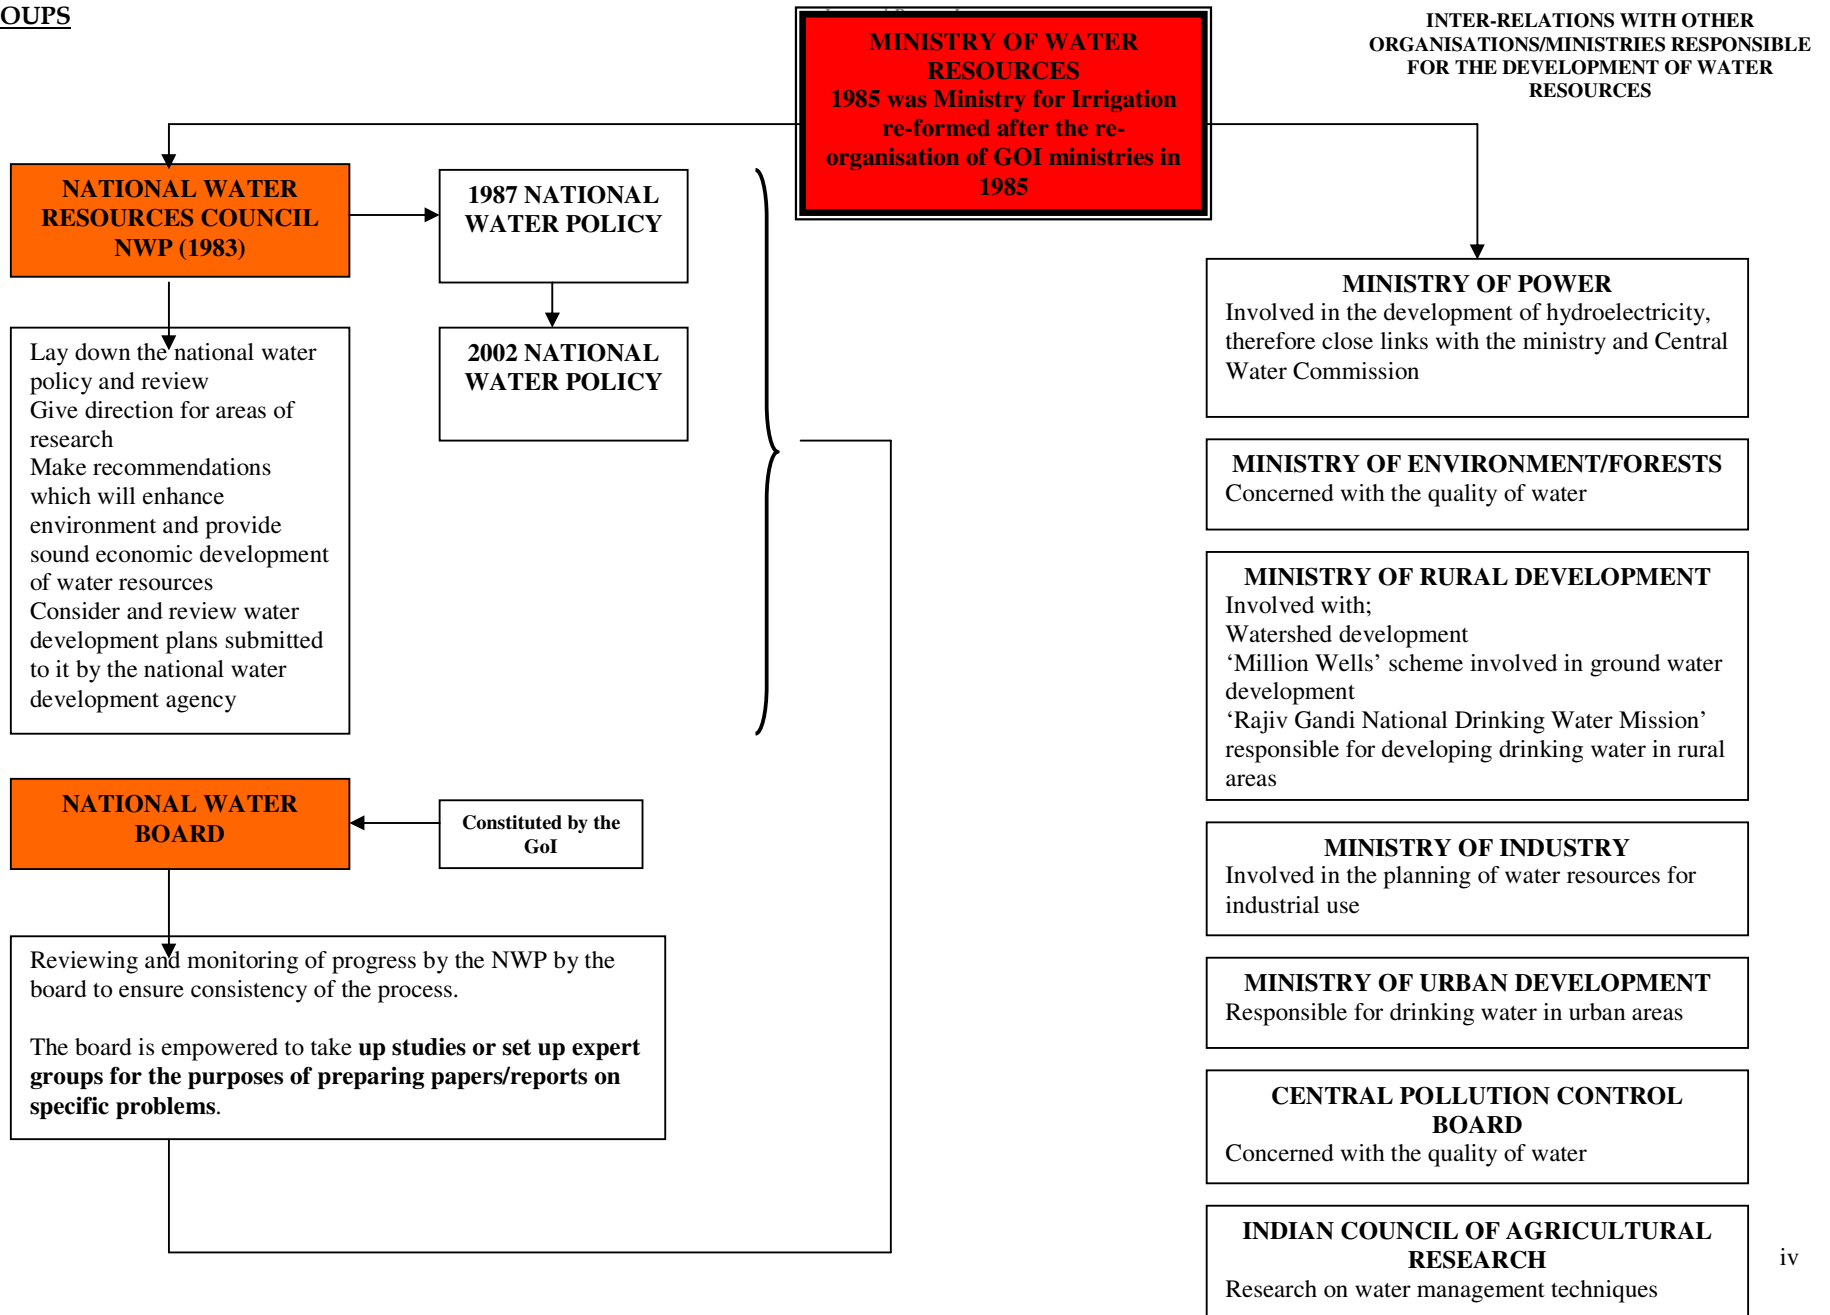 OUPS
MINISTRY OF WATER
RESOURCES
1985 was Ministry for Irrigation
re-formed after the re-
organisation of GOI ministries in
1985
INTER-RELATIONS WITH OTHER
ORGANISATIONS/MINISTRIES RESPONSIBLE
FOR THE DEVELOPMENT OF WATER
RESOURCES
NATIONAL WATER
RESOURCES COUNCIL
NWP (1983)
1987 NATIONAL
WATER POLICY
2002 NATIONAL
WATER POLICY
Lay down the national water
policy and review
Give direction for areas of
research
Make recommendations
which will enhance
environment and provide
sound economic development
of water resources
Consider and review water
development plans submitted
to it by the national water
development agency
NATIONAL WATER
BOARD
Constituted by the
GoI
Reviewing and monitoring of progress by the NWP by the
board to ensure consistency of the process.
The board is empowered to take up studies or set up expert
groups for the purposes of preparing papers/reports on
specific problems.
MINISTRY OF POWER
Involved in the development of hydroelectricity,
therefore close links with the ministry and Central
Water Commission
MINISTRY OF ENVIRONMENT/FORESTS
Concerned with the quality of water
MINISTRY OF RURAL DEVELOPMENT
Involved with;
Watershed development
‘Million Wells’ scheme involved in ground water
development
‘Rajiv Gandi National Drinking Water Mission’
responsible for developing drinking water in rural
areas
MINISTRY OF INDUSTRY
Involved in the planning of water resources for
industrial use
MINISTRY OF URBAN DEVELOPMENT
Responsible for drinking water in urban areas
CENTRAL POLLUTION CONTROL
BOARD
Concerned with the quality of water
INDIAN COUNCIL OF AGRICULTURAL
RESEARCH
Research on water management techniques
iv